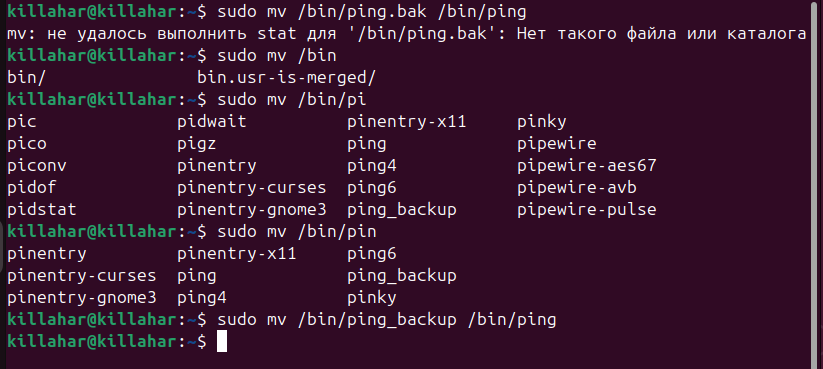 killahar@killahar:~$ sudo mv /bin/ping.bak /bin/ping
mv: не удалось выполнить stat для '/bin/ping.bak': Нет такого файла или каталога
killahar@killahar:~$ sudo mv /bin
bin/ bin.usr-is-merged/
killahar@killahar:~$ sudo mv /bin/pi
pic pidwait pinentry-x11 pinky
pico pigz ping pipewire
piconv pinentry ping4 pipewire-aes67
pidof pinentry-curses ping6 pipewire-avb
pidstat pinentry-gnome3 ping_backup pipewire-pulse
killahar@killahar:~$ sudo mv /bin/pin
pinentry pinentry-x11 ping6
pinentry-curses ping ping_backup
pinentry-gnome3 ping4 pinky
killahar@killahar:~$ sudo mv /bin/ping_backup /bin/ping
killahar@killahar:~$